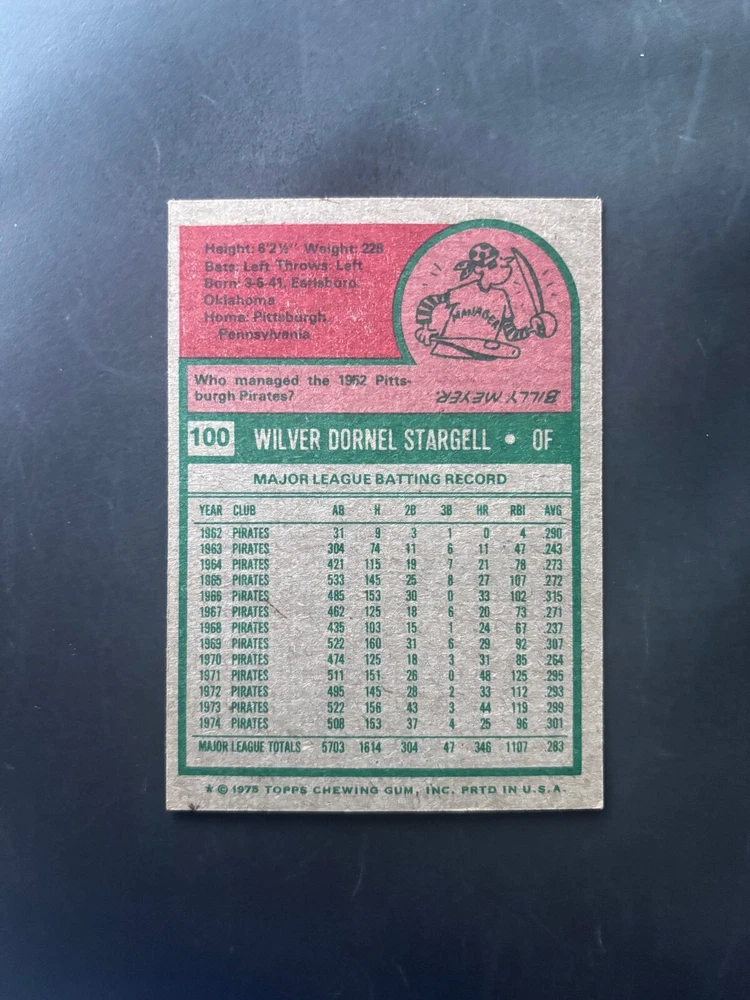 Height: 6'2½" Weight: 228
Bats: Left Throws: Left
Born: 3-6-41, Earlsboro
Oklahoma
Home: Pittsburgh
Pennsylvania
MANAGER
Who managed the 1952 Pitts-
burgh Pirates?
BILLY MEYER.
100 WILVER DORNEL STARGELL • OF
MAJOR LEAGUE BATTING RECORD
YEAR CLUB AB H 2B 3B HR RBI AVG
1962 PIRATES 31 9 3 1 0 4 .290
1963 PIRATES 304 74 11 6 11 47 .243
1964 PIRATES 421 115 19 7 21 78 .273
1965 PIRATES 533 145 25 8 27 107 .272
1966 PIRATES 485 153 30 0 33 102 .315
1967 PIRATES 462 125 18 6 20 73 .271
1968 PIRATES 435 103 15 1 24 67 .237
1969 PIRATES 522 160 31 6 29 92 .307
1970 PIRATES 474 125 18 3 31 85 .264
1971 PIRATES 511 151 26 0 48 125 .295
1972 PIRATES 495 145 28 2 33 112 .293
1973 PIRATES 522 156 43 3 44 119 .299
1974 PIRATES 508 153 37 4 25 96 .301
MAJOR LEAGUE TOTALS 5703 1614 304 47 346 1107 .283
★ © 1975 TOPPS CHEWING GUM, INC. PRTD IN U.S.A.